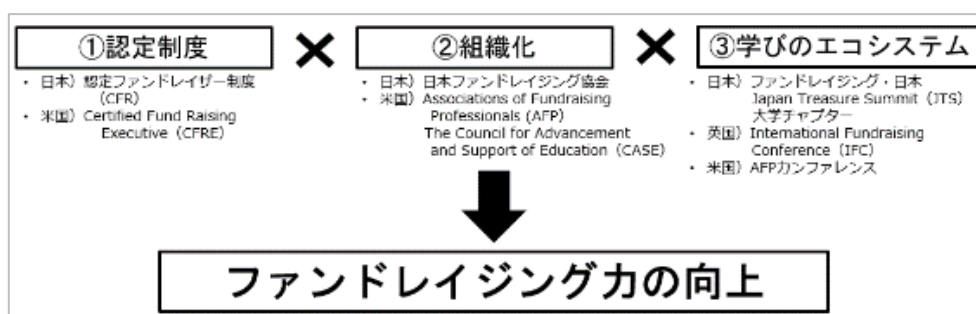 ①認定制度
・ 日本）認定ファンドレイザー制度
（CFR）
・ 米国）Certified Fund Raising
Executive（CFRE）
×
②組織化
・ 日本）日本ファンドレイジング協会
・ 米国）Associations of Fundraising
Professionals (AFP)
The Council for Advancement
and Support of Education（CASE）
×
③学びのエコシステム
・ 日本）ファンドレイジング・日本
Japan Treasure Summit（JTS）
大学チャプター
・ 英国）International Fundraising
Conference（IFC）
・ 米国）AFPカンファレンス
ファンドレイジング力の向上